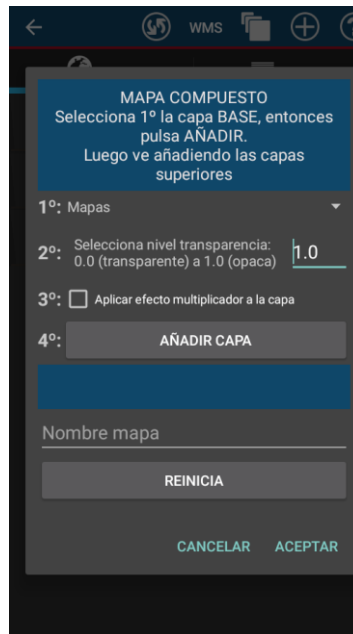 WMS
MAPA COMPUESTO
Selecciona 1º la capa BASE, entonces
pulsa AÑADIR.
Luego ve añadiendo las capas
superiores
1º: Mapas
2º: Selecciona nivel transparencia:
0.0 (transparente) a 1.0 (opaca) 1.0
3º: Aplicar efecto multiplicador a la capa
4º: AÑADIR CAPA
Nombre mapa
REINICIA
CANCELAR ACEPTAR